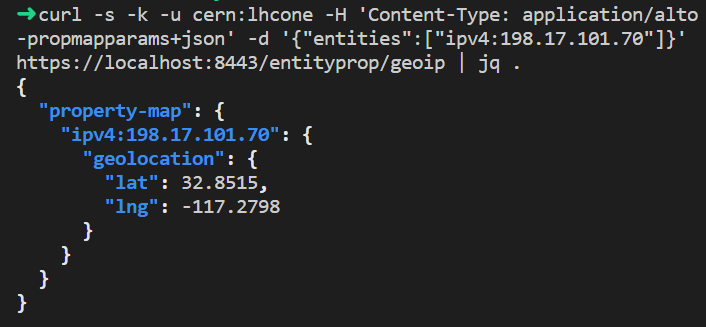 ➜curl -s -k -u cern:lhcone -H 'Content-Type: application/alto
-propmapparams+json' -d '{"entities":["ipv4:198.17.101.70"]}'
https://localhost:8443/entityprop/geoip | jq .
{
  "property-map": {
    "ipv4:198.17.101.70": {
      "geolocation": {
        "lat": 32.8515,
        "lng": -117.2798
      }
    }
  }
}